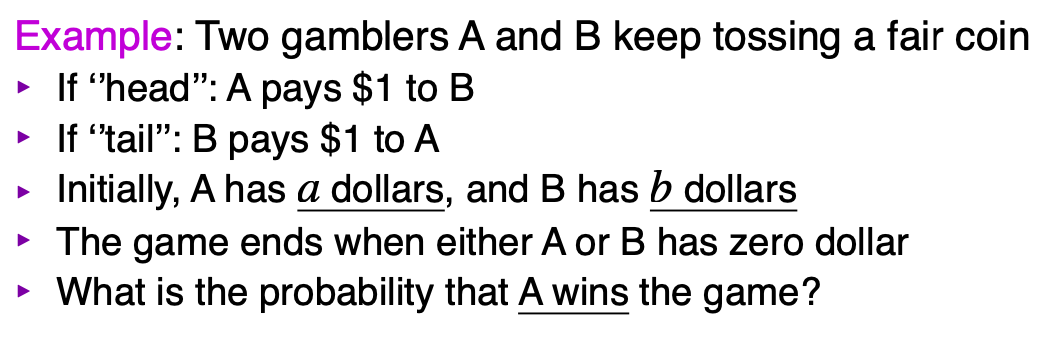 Example: Two gamblers A and B keep tossing a fair coin
‣ If ‘’head’’: A pays $1 to B
‣ If ‘’tail’’: B pays $1 to A
‣ Initially, A has a dollars, and B has b dollars
‣ The game ends when either A or B has zero dollar
‣ What is the probability that A wins the game?